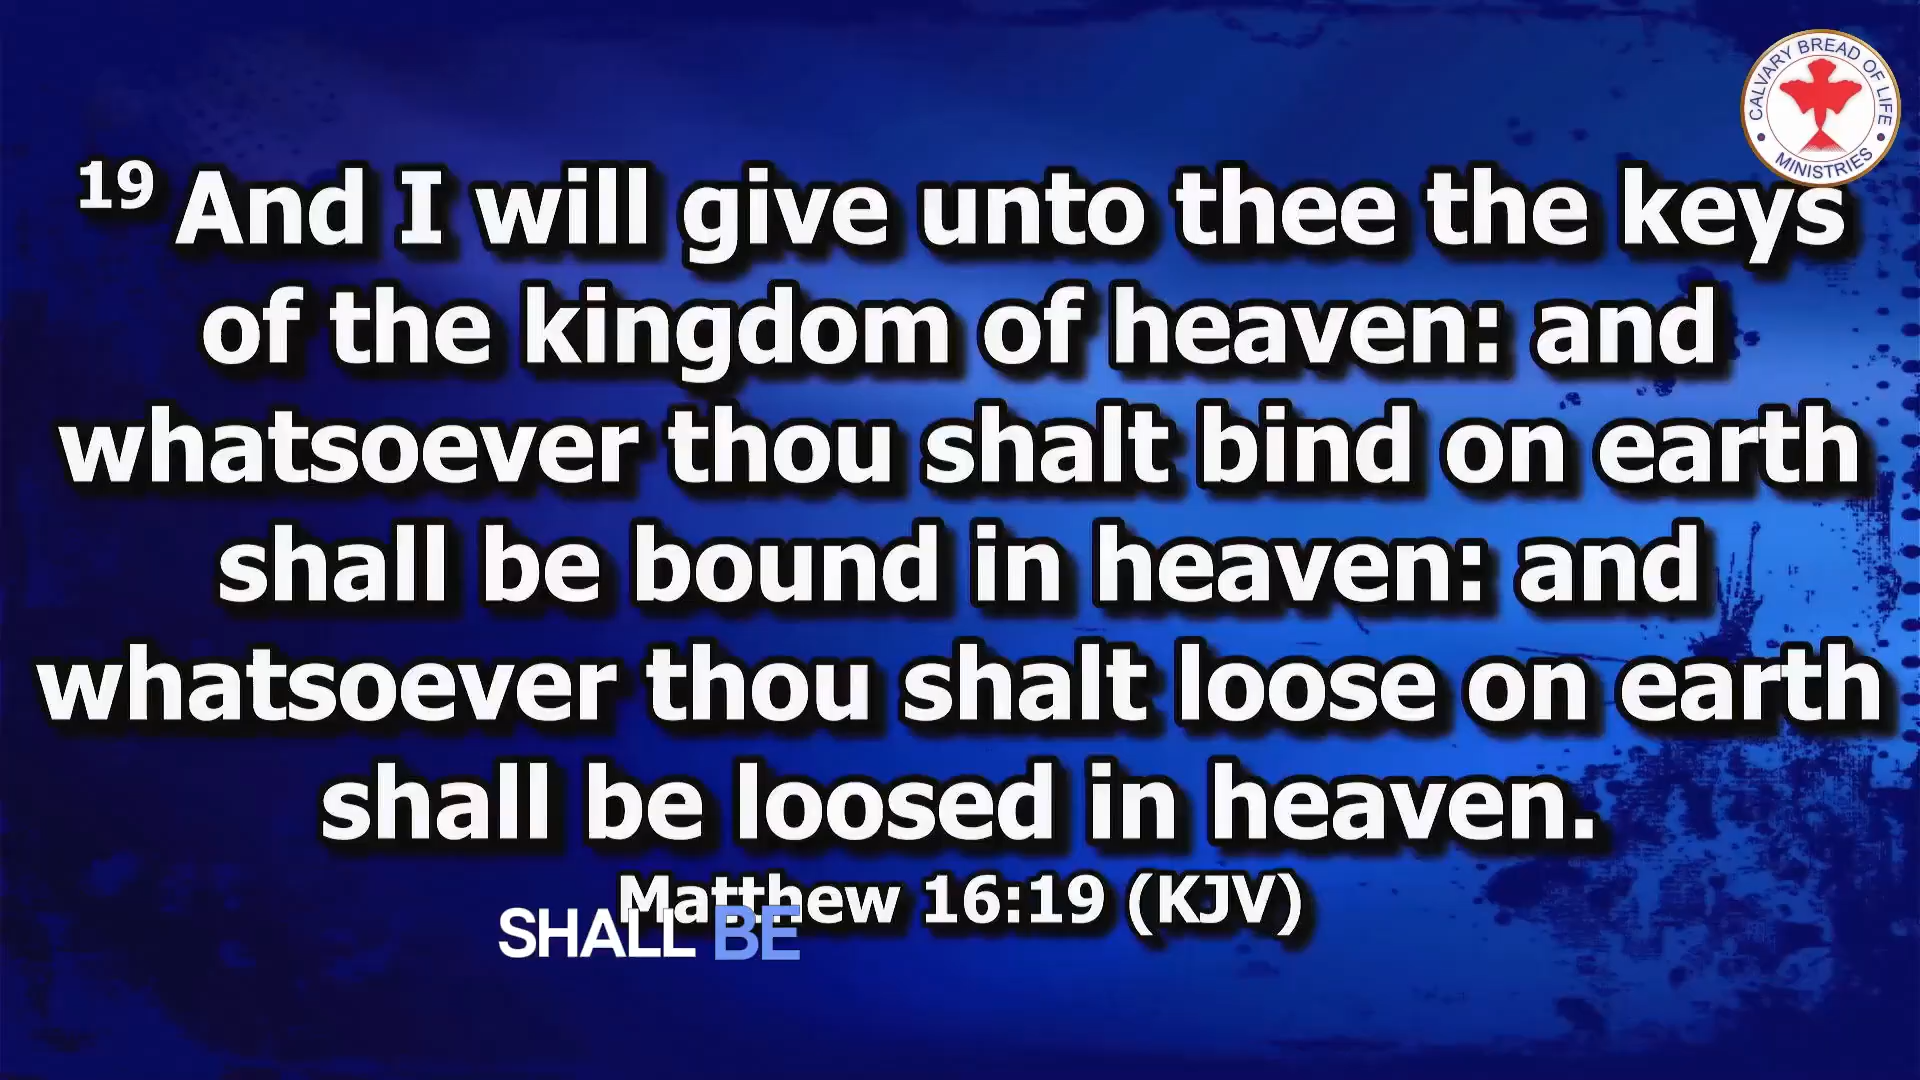 CALVARY BREAD OF LIFE
MINISTRIES
19 And I will give unto thee the keys
of the kingdom of heaven: and
whatsoever thou shalt bind on earth
shall be bound in heaven: and
whatsoever thou shalt loose on earth
shall be loosed in heaven.
Matthew 16:19 (KJV)
SHALL BE